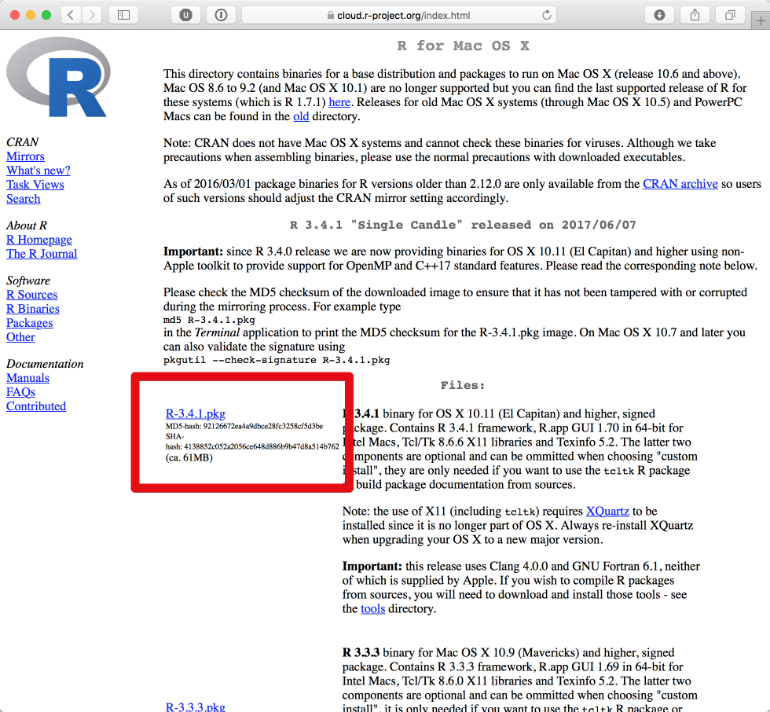 cloud.r-project.org/index.html
R
R for Mac OS X
This directory contains binaries for a base distribution and packages to run on Mac OS X (release 10.6 and above).
Mac OS 8.6 to 9.2 (and Mac OS X 10.1) are no longer supported but you can find the last supported release of R for
these systems (which is R 1.7.1) here. Releases for old Mac OS X systems (through Mac OS X 10.5) and PowerPC
Macs can be found in the old directory.
CRAN
Mirrors
What's new?
Task Views
Search
Note: CRAN does not have Mac OS X systems and cannot check these binaries for viruses. Although we take
precautions when assembling binaries, please use the normal precautions with downloaded executables.
As of 2016/03/01 package binaries for R versions older than 2.12.0 are only available from the CRAN archive so users
of such versions should adjust the CRAN mirror setting accordingly.
About R
R Homepage
The R Journal
R 3.4.1 "Single Candle" released on 2017/06/07
Important: since R 3.4.0 release we are now providing binaries for OS X 10.11 (El Capitan) and higher using non-
Apple toolkit to provide support for OpenMP and C++17 standard features. Please read the corresponding note below.
Software
R Sources
R Binaries
Packages
Other
Please check the MD5 checksum of the downloaded image to ensure that it has not been tampered with or corrupted
during the mirroring process. For example type
md5 R-3.4.1.pkg
in the Terminal application to print the MD5 checksum for the R-3.4.1.pkg image. On Mac OS X 10.7 and later you
can also validate the signature using
pkgutil --check-signature R-3.4.1.pkg
Documentation
Manuals
FAQs
Contributed
Files:
R-3.4.1.pkg
MD5-hash: 92126672ea4a9dbce28fc3258cf5d3be
SHA-
hash: 4138852c052a2056ce648d886b9b47d8a514b762
(ca. 61MB)
3.4.1 binary for OS X 10.11 (El Capitan) and higher, signed
package. Contains R 3.4.1 framework, R.app GUI 1.70 in 64-bit for
Intel Macs, Tcl/Tk 8.6.6 X11 libraries and Texinfo 5.2. The latter two
components are optional and can be ommitted when choosing "custom
install", they are only needed if you want to use the tcltk R package
build package documentation from sources.
Note: the use of X11 (including tcltk) requires XQuartz to be
installed since it is no longer part of OS X. Always re-install XQuartz
when upgrading your OS X to a new major version.
Important: this release uses Clang 4.0.0 and GNU Fortran 6.1, neither
of which is supplied by Apple. If you wish to compile R packages
from sources, you will need to download and install those tools - see
the tools directory.
R 3.3.3 binary for Mac OS X 10.9 (Mavericks) and higher, signed
package. Contains R 3.3.3 framework, R.app GUI 1.69 in 64-bit for
Intel Macs, Tcl/Tk 8.6.0 X11 libraries and Texinfo 5.2. The latter two
components are optional and can be ommitted when choosing "custom
install", it is only needed if you want to use the tcltk R package or
R-3.3.3.pkg